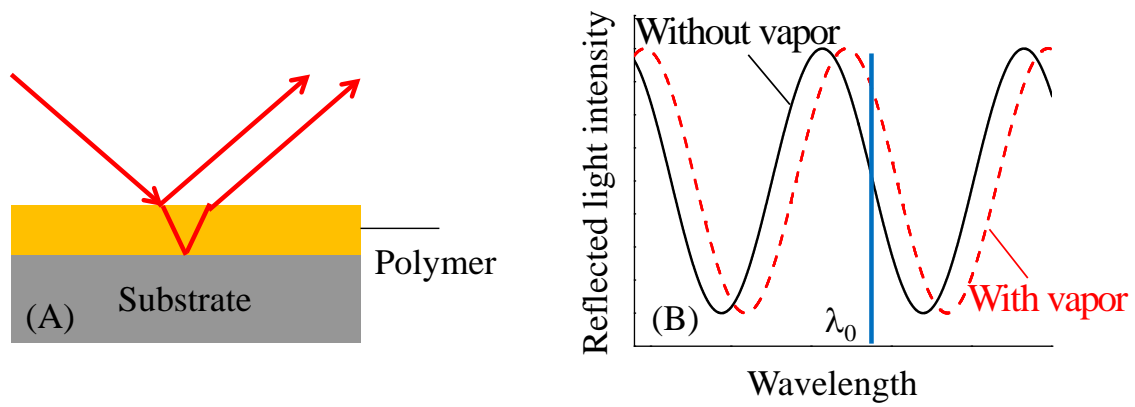 Polymer
Substrate
(A)
Reflected light intensity
Without vapor
(B)
λ0
With vapor
Wavelength